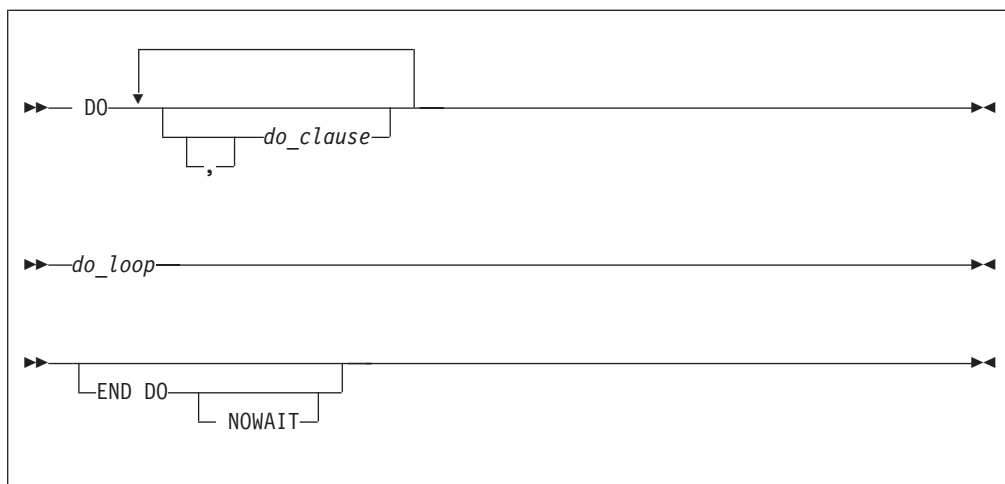 DO
do_clause
,
do_loop
END DO
NOWAIT